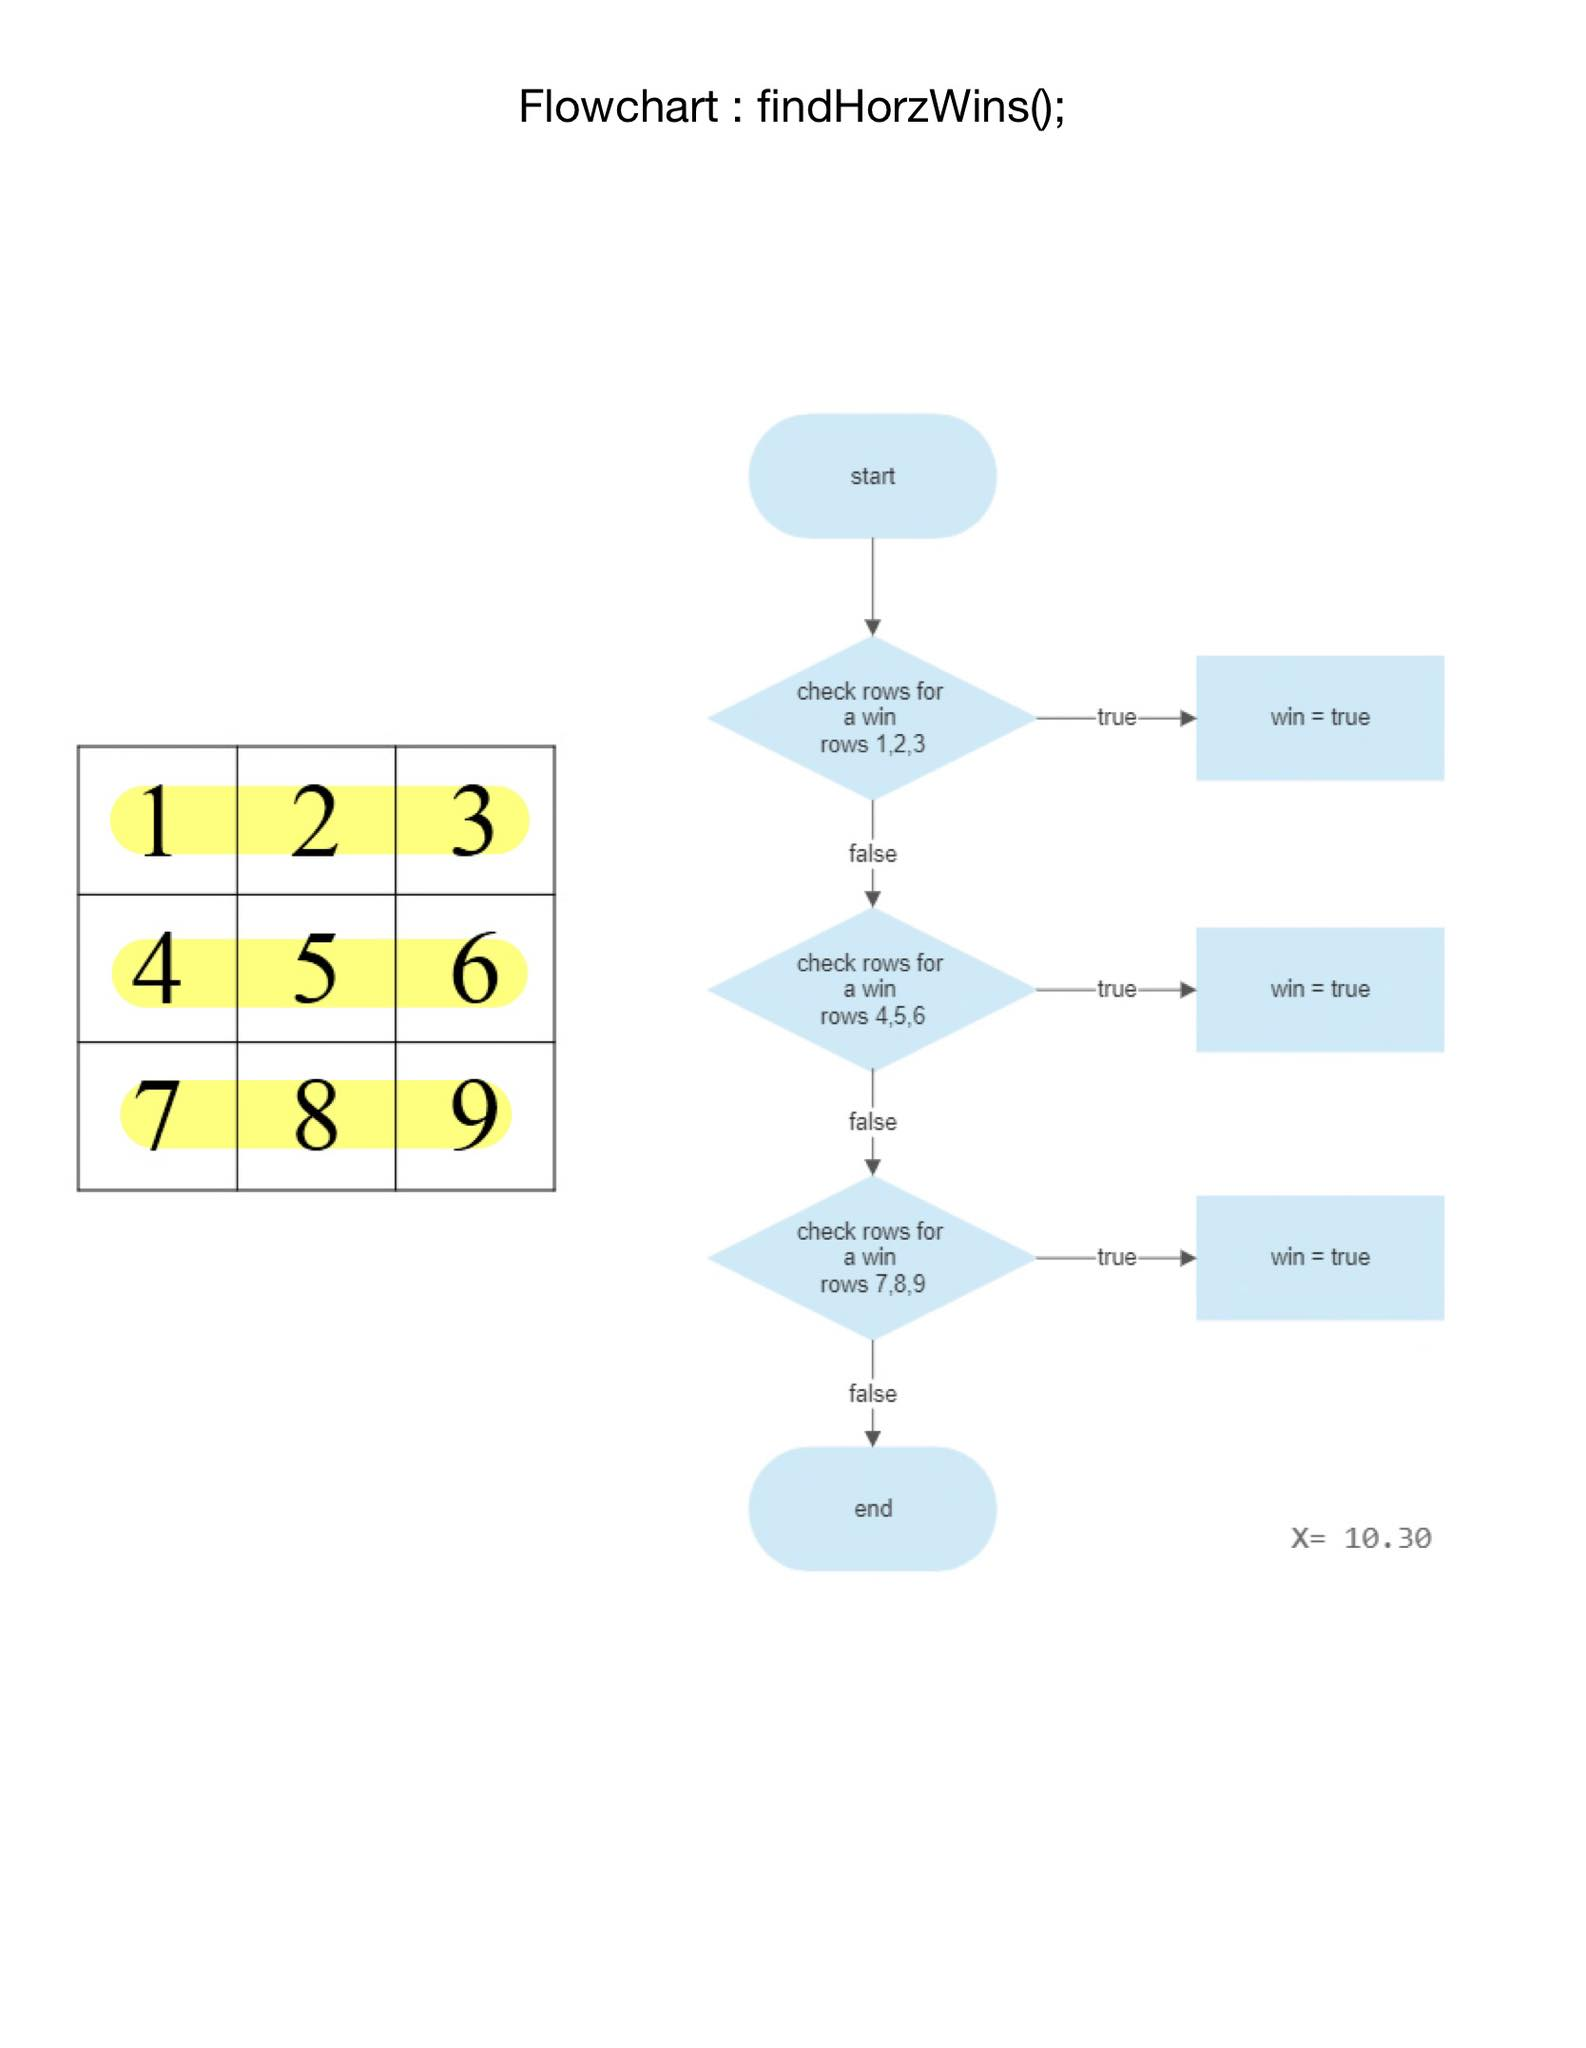 Flowchart : findHorzWins();
1 2 3
4 5 6
7 8 9
start
check rows for
a win
rows 1,2,3
true
win = true
false
check rows for
a win
rows 4,5,6
true
win = true
false
check rows for
a win
rows 7,8,9
true
win = true
false
end
X= 10.30